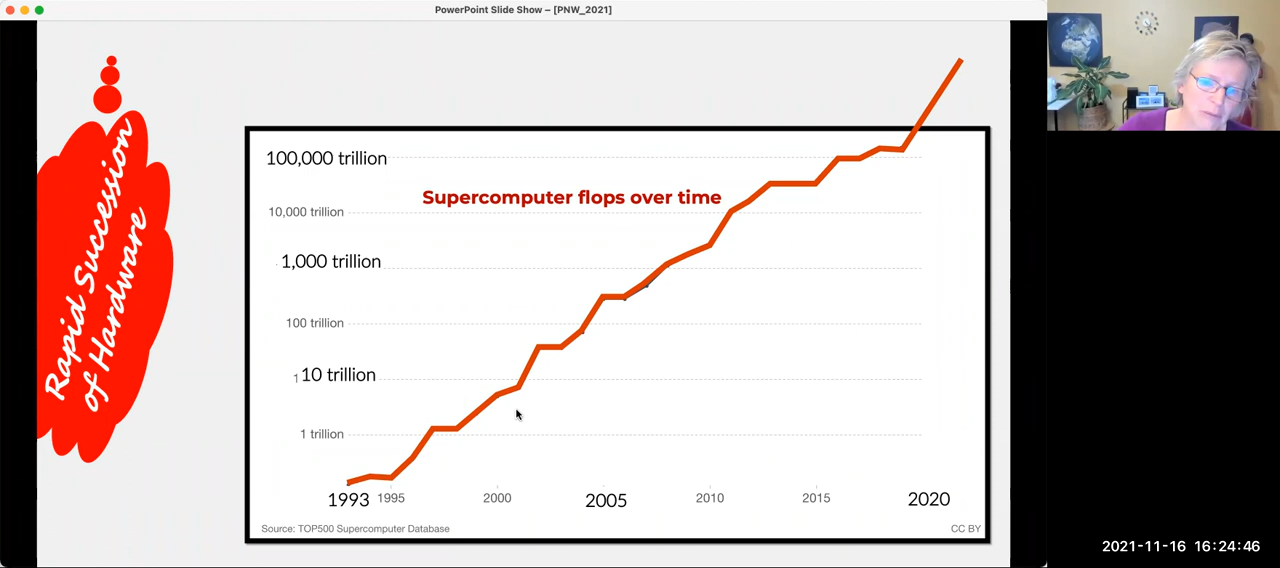 PowerPoint Slide Show – [PNW_2021]
Rapid Succession
of Hardware
Supercomputer flops over time
100,000 trillion
10,000 trillion
1,000 trillion
100 trillion
10 trillion
1 trillion
1993 1995 2000 2005 2010 2015 2020
Source: TOP500 Supercomputer Database
CC BY
2021-11-16 16:24:46